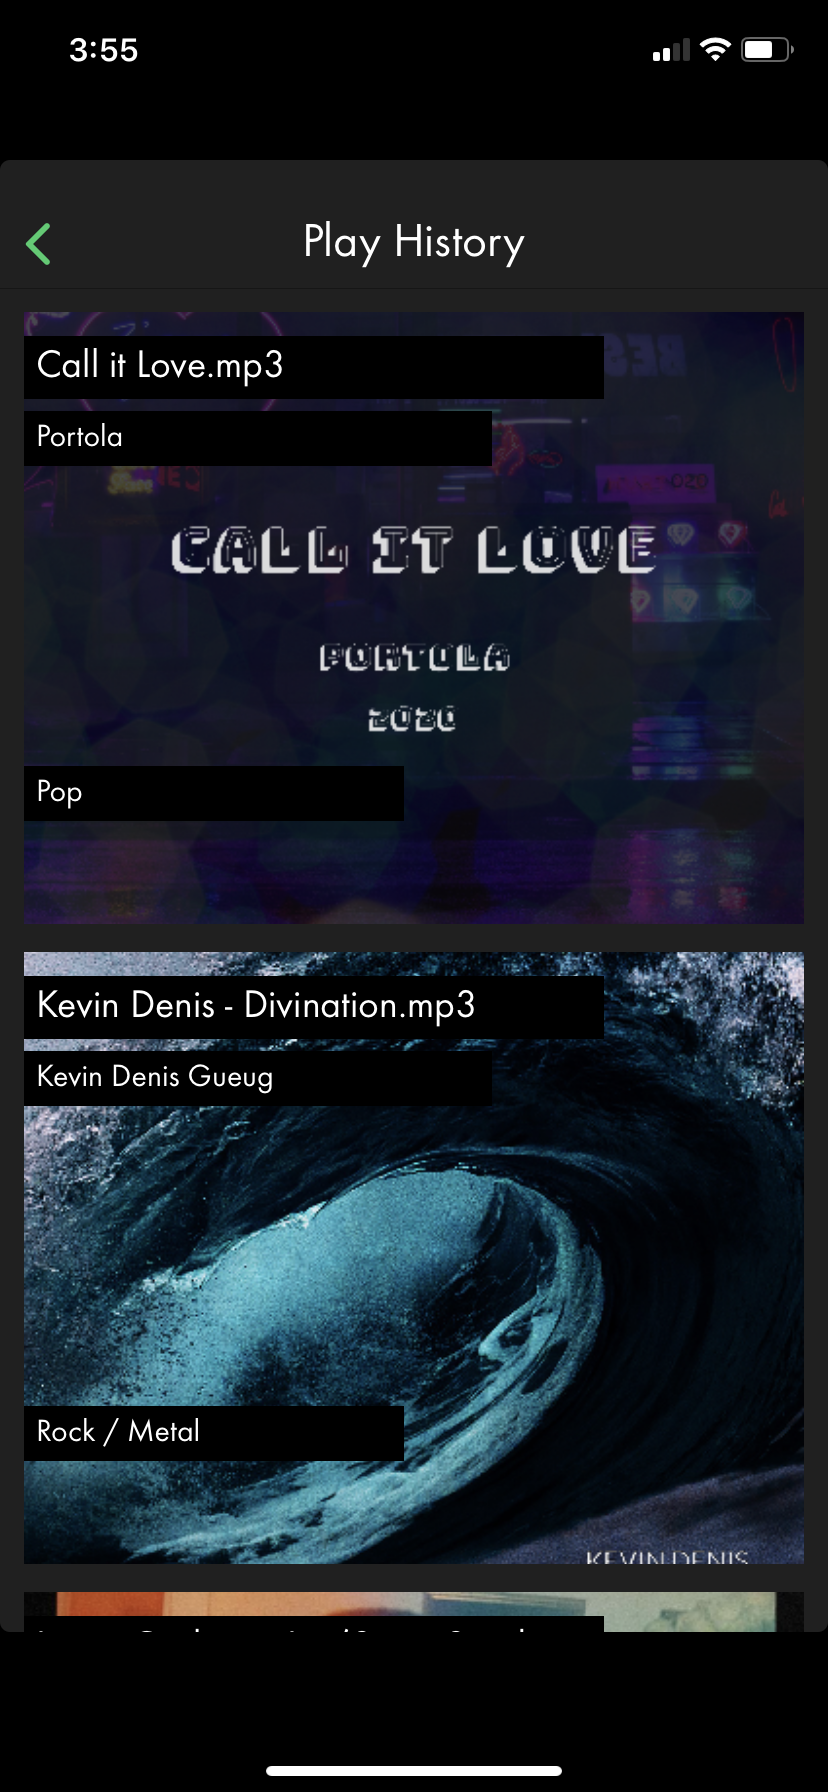 3:55
Play History
Call it Love.mp3
Portola
CALL IT LOVE
PORTOLA
2020
Pop
Kevin Denis - Divination.mp3
Kevin Denis Gueug
Rock / Metal
KEVIN DENIS